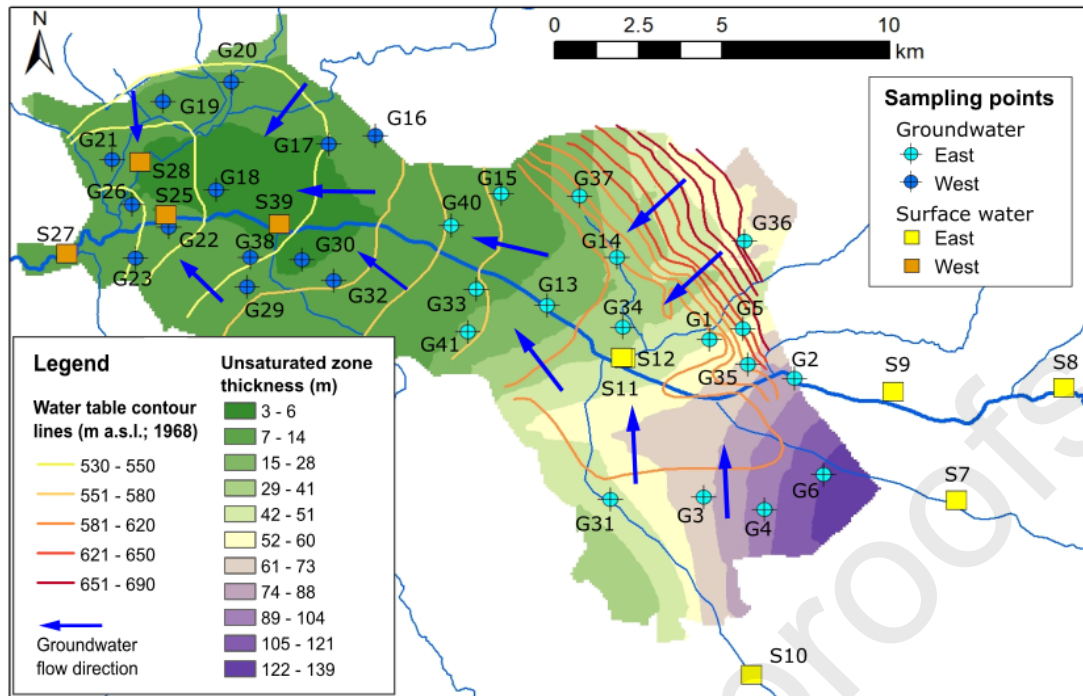 N
0 2.5 5 10
km
Sampling points
Groundwater
East
West
Surface water
East
West
G20
G19
G16
G17
G21
S28
G18
G15
G37
G26
S25
S39
G40
G36
S27
G22
G38
G30
G14
G23
G29
G32
G33
G13
G34
G1
G5
G41
S12
G35
G2
S9
S8
S11
G6
S7
G31
G3
G4
S10
Legend
Water table contour
lines (m a.s.l.; 1968)
530 - 550
551 - 580
581 - 620
621 - 650
651 - 690
Groundwater
flow direction
Unsaturated zone
thickness (m)
3 - 6
7 - 14
15 - 28
29 - 41
42 - 51
52 - 60
61 - 73
74 - 88
89 - 104
105 - 121
122 - 139
proofs